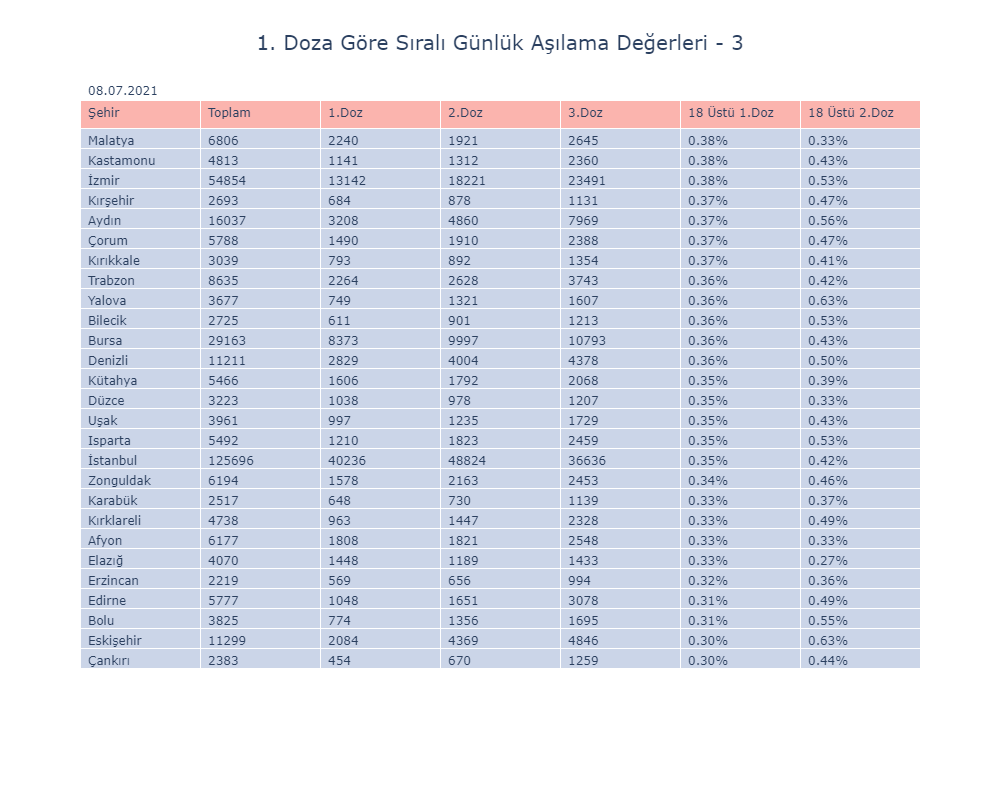 1. Doza Göre Sıralı Günlük Aşılama Değerleri - 3
08.07.2021
Şehir Toplam 1.Doz 2.Doz 3.Doz 18 Üstü 1.Doz 18 Üstü 2.Doz
Malatya 6806 2240 1921 2645 0.38% 0.33%
Kastamonu 4813 1141 1312 2360 0.38% 0.43%
İzmir 54854 13142 18221 23491 0.38% 0.53%
Kırşehir 2693 684 878 1131 0.37% 0.47%
Aydın 16037 3208 4860 7969 0.37% 0.56%
Çorum 5788 1490 1910 2388 0.37% 0.47%
Kırıkkale 3039 793 892 1354 0.37% 0.41%
Trabzon 8635 2264 2628 3743 0.36% 0.42%
Yalova 3677 749 1321 1607 0.36% 0.63%
Bilecik 2725 611 901 1213 0.36% 0.53%
Bursa 29163 8373 9997 10793 0.36% 0.43%
Denizli 11211 2829 4004 4378 0.36% 0.50%
Kütahya 5466 1606 1792 2068 0.35% 0.39%
Düzce 3223 1038 978 1207 0.35% 0.33%
Uşak 3961 997 1235 1729 0.35% 0.43%
Isparta 5492 1210 1823 2459 0.35% 0.53%
İstanbul 125696 40236 48824 36636 0.35% 0.42%
Zonguldak 6194 1578 2163 2453 0.34% 0.46%
Karabük 2517 648 730 1139 0.33% 0.37%
Kırklareli 4738 963 1447 2328 0.33% 0.49%
Afyon 6177 1808 1821 2548 0.33% 0.33%
Elazığ 4070 1448 1189 1433 0.33% 0.27%
Erzincan 2219 569 656 994 0.32% 0.36%
Edirne 5777 1048 1651 3078 0.31% 0.49%
Bolu 3825 774 1356 1695 0.31% 0.55%
Eskişehir 11299 2084 4369 4846 0.30% 0.63%
Çankırı 2383 454 670 1259 0.30% 0.44%